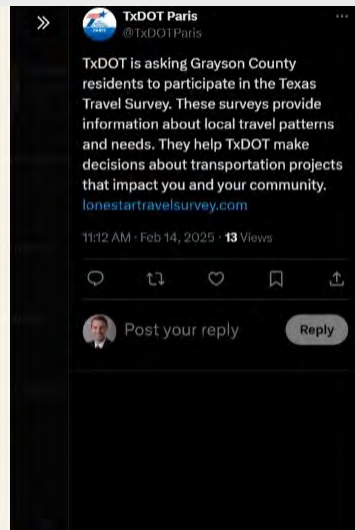 TxDOT Paris
@TxDOTParis
TxDOT is asking Grayson County
residents to participate in the Texas
Travel Survey. These surveys provide
information about local travel patterns
and needs. They help TxDOT make
decisions about transportation projects
that impact you and your community.
lonestartravelsurvey.com
11:12 AM · Feb 14, 2025 · 13 Views
Post your reply
Reply